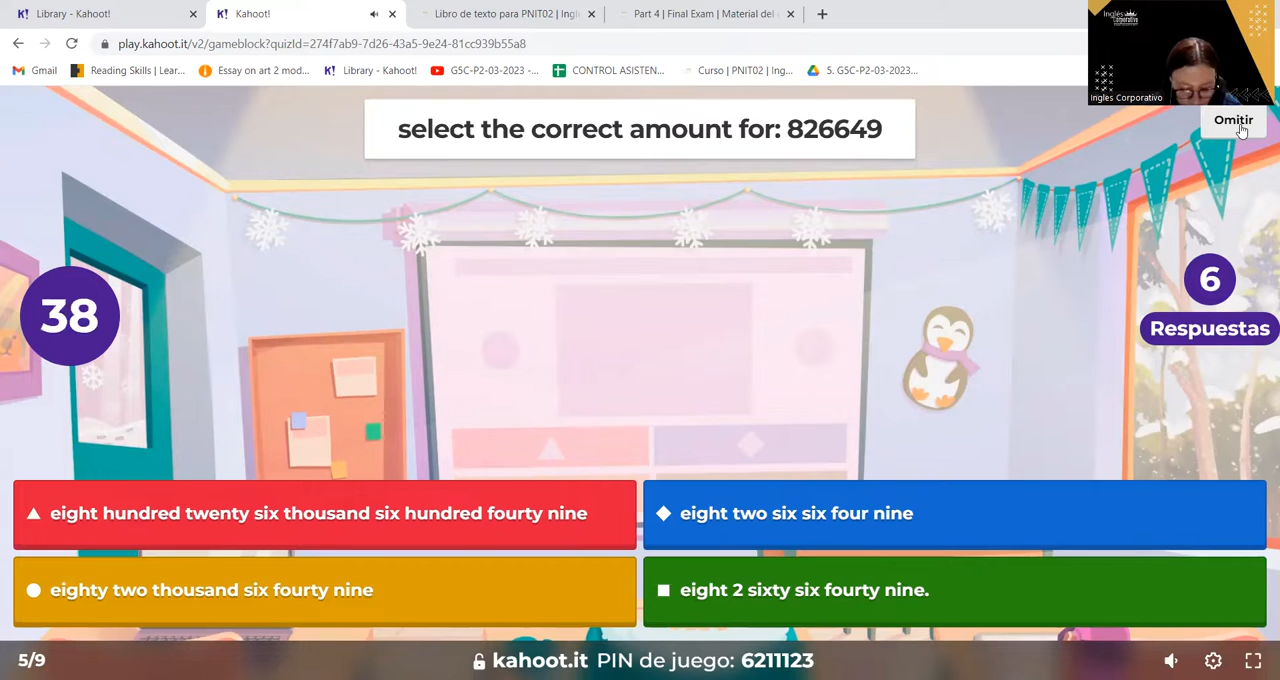 Library - Kahoot!
Kahoot!
Libro de texto para PNIT02 | Ingl
Part 4 | Final Exam | Material del
play.kahoot.it/v2/gameblock?quizId=274f7ab9-7d26-43a5-9e24-81cc939b55a8
Gmail
Reading Skills | Lear...
Essay on art 2 mod...
Library - Kahoot!
G5C-P2-03-2023 -...
CONTROL ASISTEN...
Curso | PNIT02 | Ing...
5. G5C-P2-03-2023...
Inglés
Corporativo
Ingles Corporativo
Omitir
select the correct amount for: 826649
38
6
Respuestas
eight hundred twenty six thousand six hundred fourty nine
eight two six six four nine
eighty two thousand six fourty nine
eight 2 sixty six fourty nine.
5/9
kahoot.it PIN de juego: 6211123